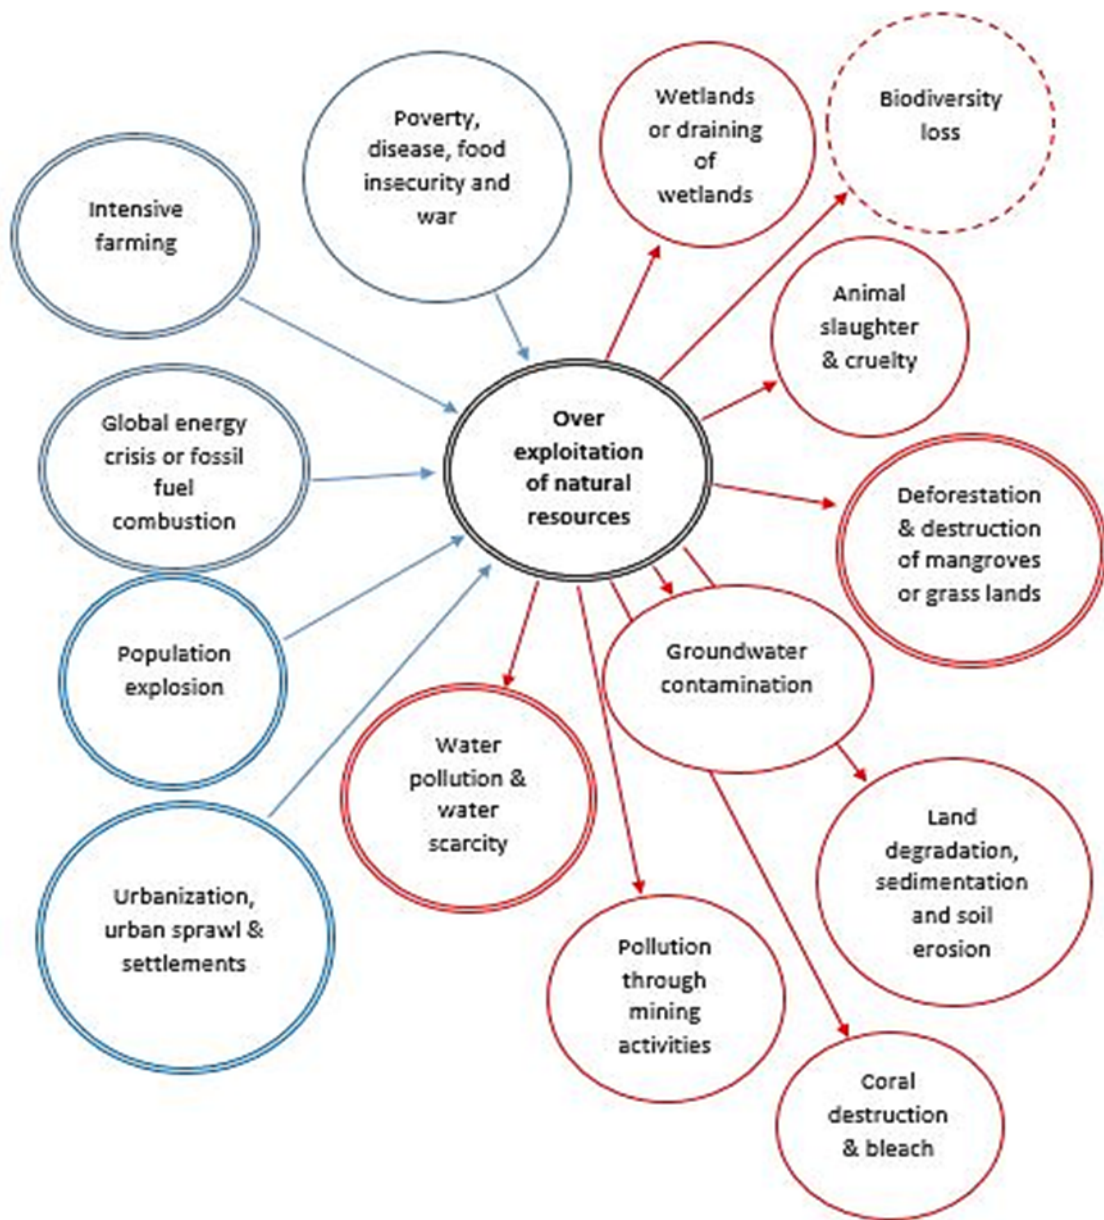 Poverty,
disease, food
insecurity and
war
Wetlands
or draining
of
wetlands
Biodiversity
loss
Intensive
farming
Animal
slaughter
& cruelty
Global energy
crisis or fossil
fuel
combustion
Over
exploitation
of natural
resources
Deforestation
& destruction
of mangroves
or grass lands
Population
explosion
Groundwater
contamination
Water
pollution &
water
scarcity
Land
degradation,
sedimentation
and soil
erosion
Urbanization,
urban sprawl &
settlements
Pollution
through
mining
activities
Coral
destruction
& bleach